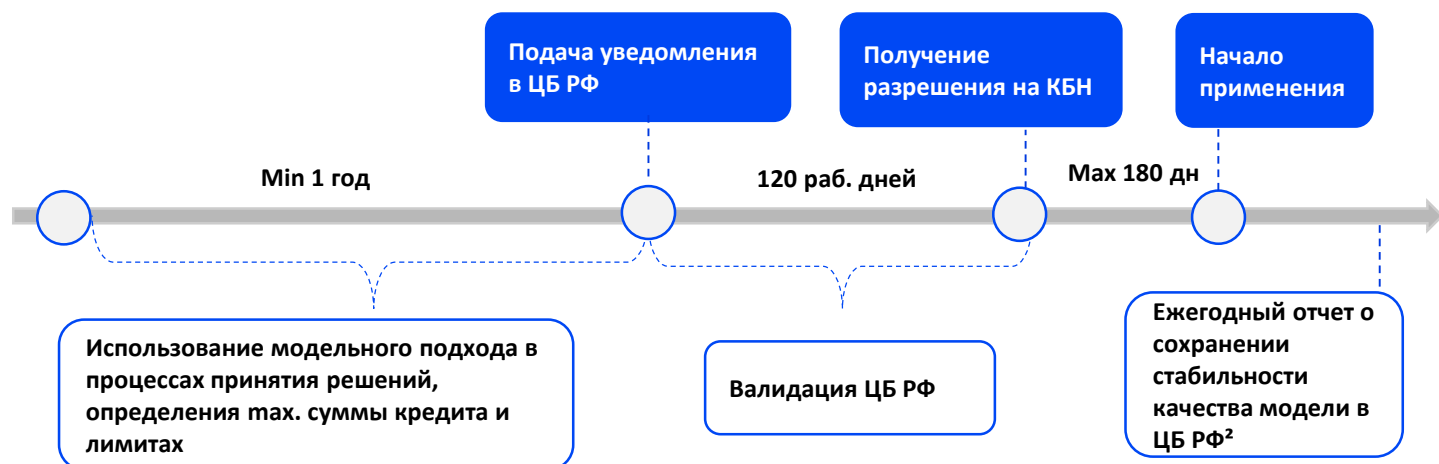 Подача уведомления
в ЦБ РФ
Получение
разрешения на КБН
Начало
применения
Min 1 год
120 раб. дней
Max 180 дн
Использование модельного подхода в
процессах принятия решений,
определения max. суммы кредита и
лимитах
Валидация ЦБ РФ
Ежегодный отчет о
сохранении
стабильности
качества модели в
ЦБ РФ²